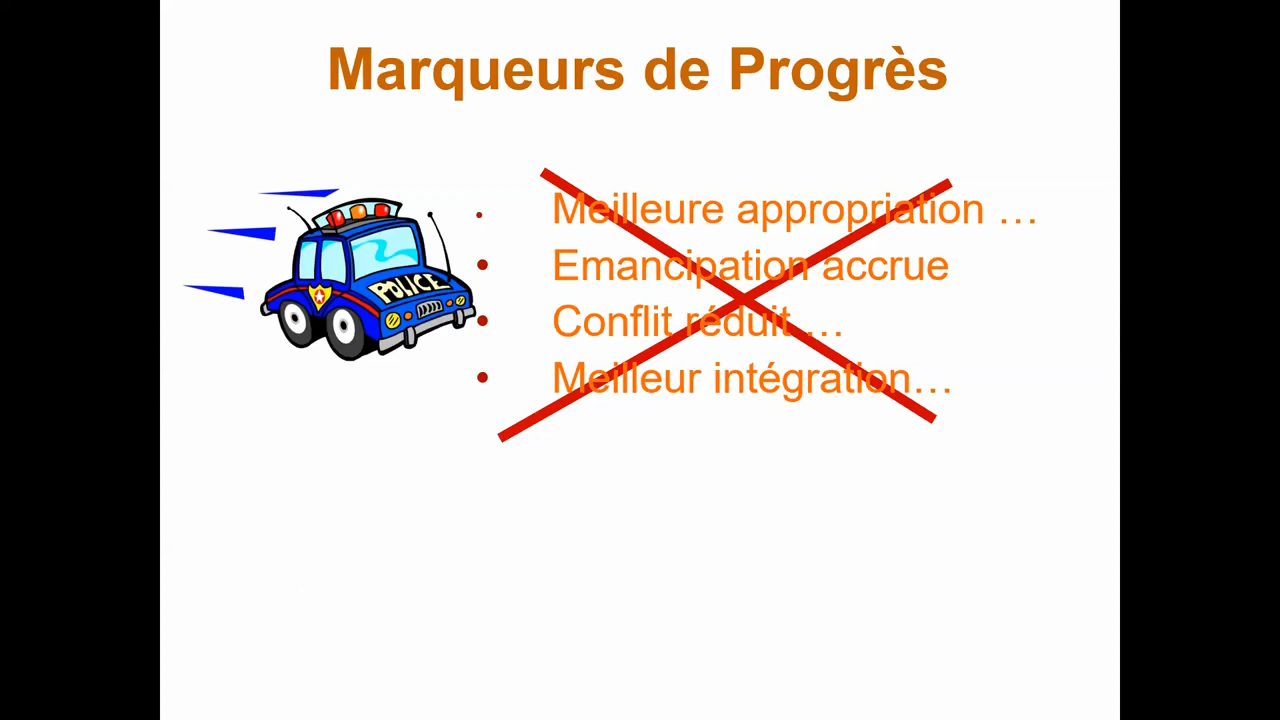 Marqueurs de Progrès
• Meilleure appropriation …
• Emancipation accrue
• Conflit réduit …
• Meilleur intégration…
POLICE